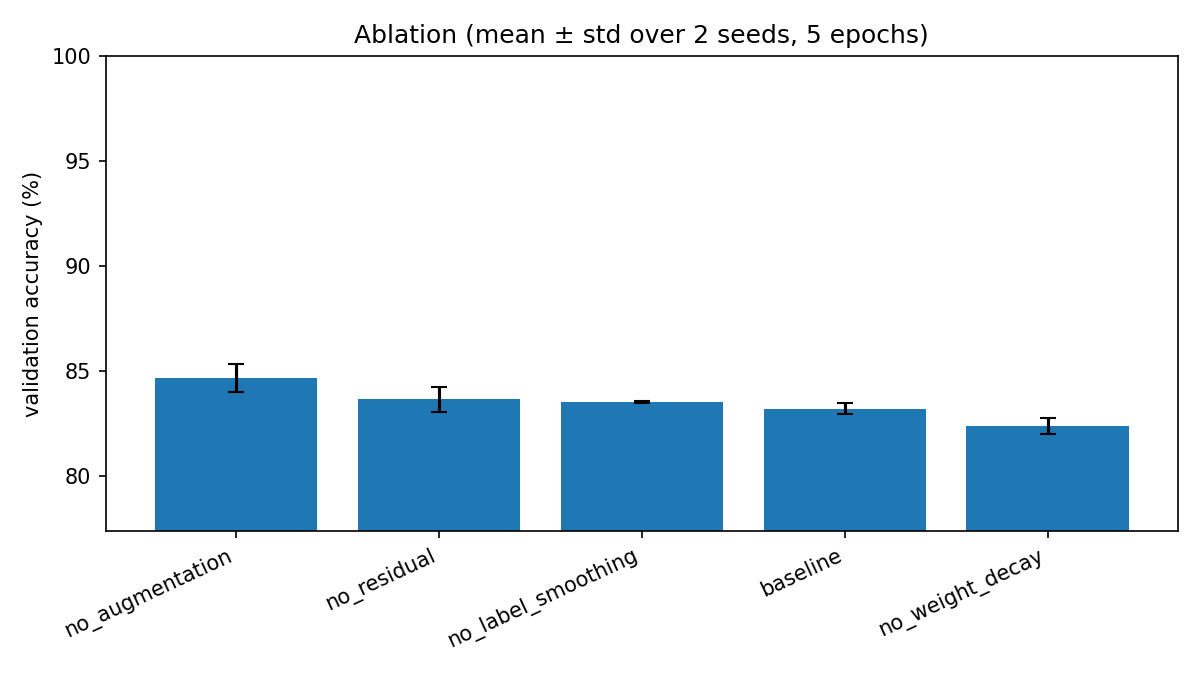 Ablation (mean ± std over 2 seeds, 5 epochs)
100
95
90
85
80
validation accuracy (%)
no_augmentation
no_residual
no_label_smoothing
baseline
no_weight_decay